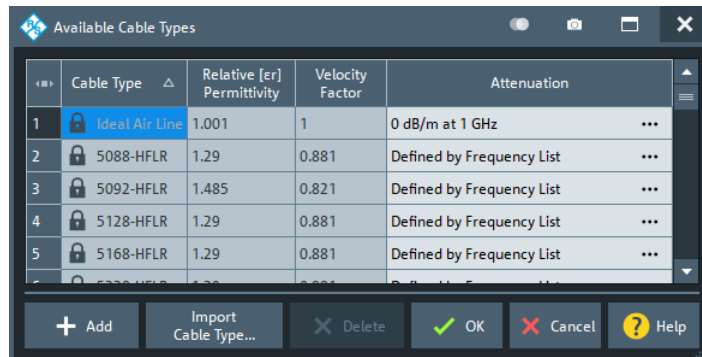 Available Cable Types
Cable Type Relative [εr] Permittivity Velocity Factor Attenuation
1 Ideal Air Line 1.001 1 0 dB/m at 1 GHz ...
2 5088-HFLR 1.29 0.881 Defined by Frequency List ...
3 5092-HFLR 1.485 0.821 Defined by Frequency List ...
4 5128-HFLR 1.29 0.881 Defined by Frequency List ...
5 5168-HFLR 1.29 0.881 Defined by Frequency List ...
Add Import Cable Type... Delete OK Cancel ? Help